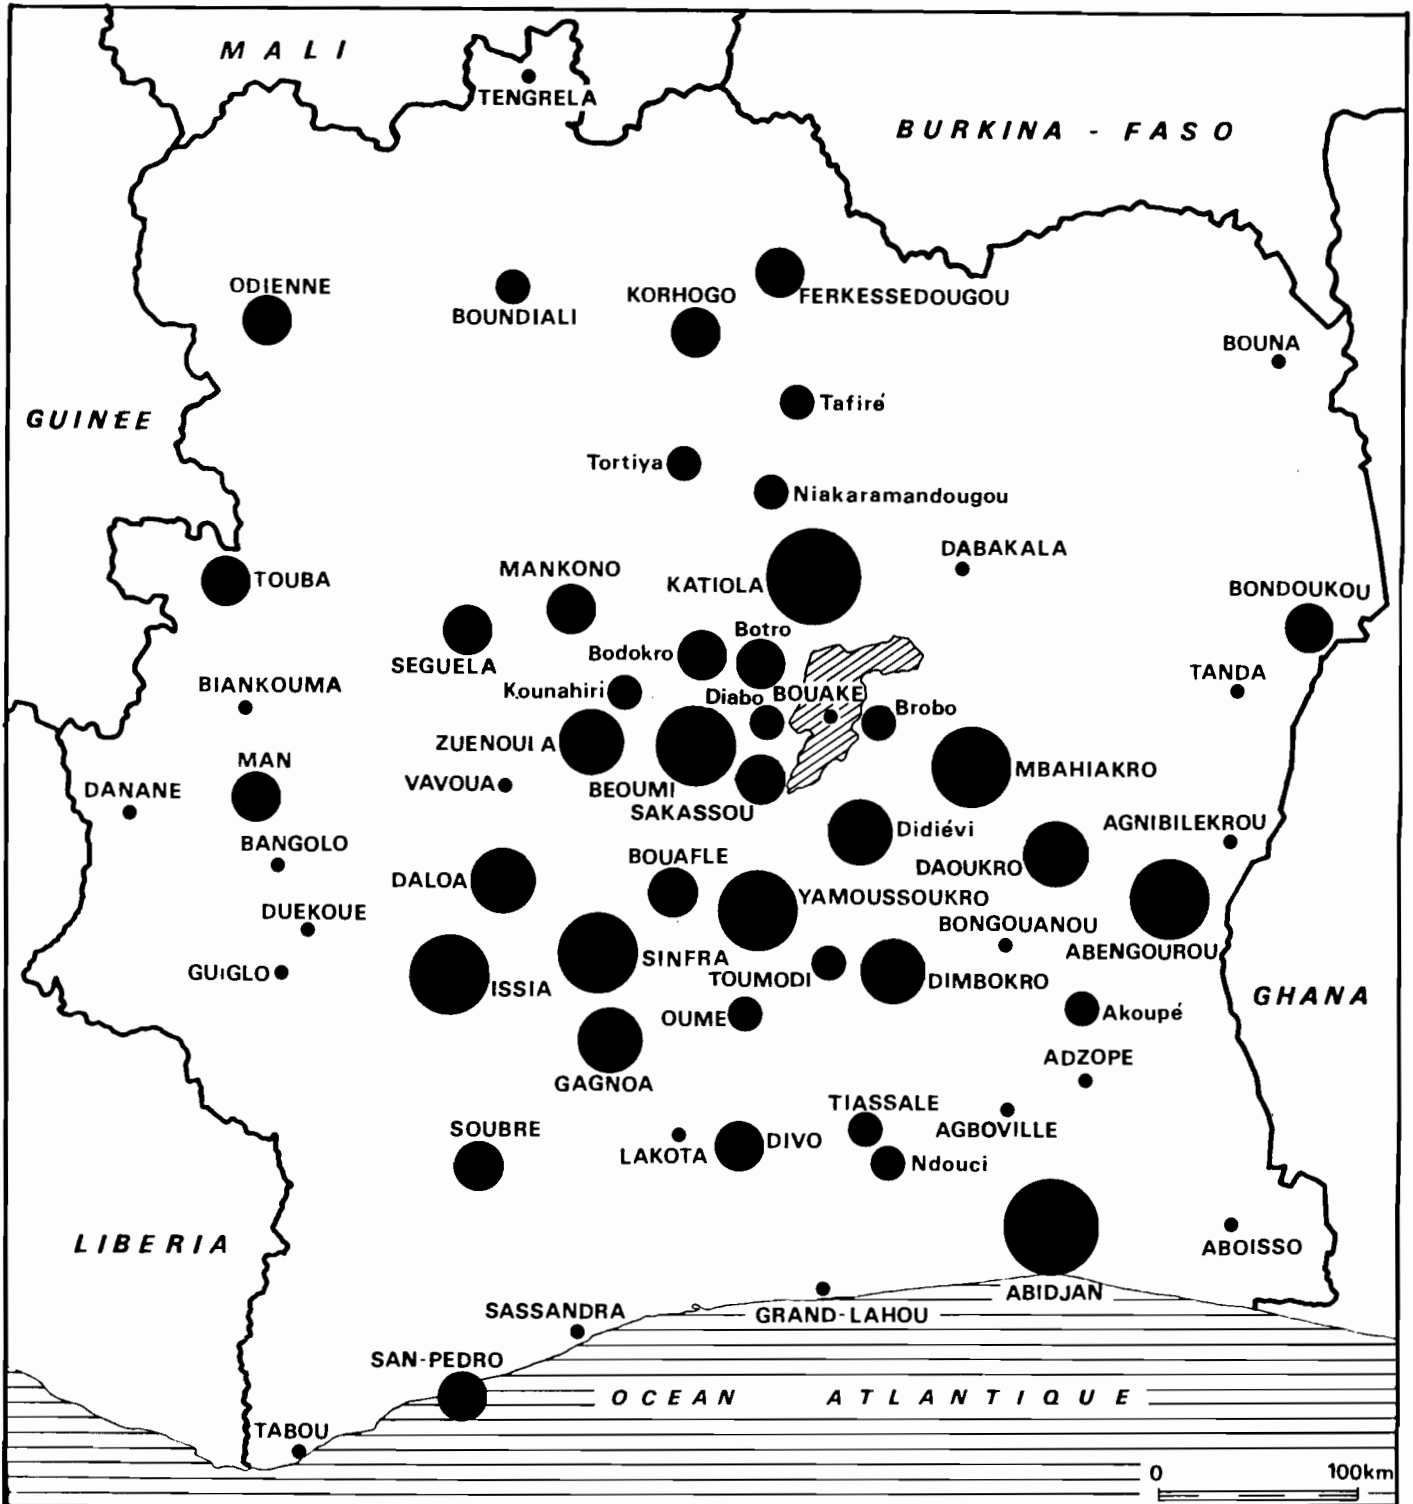 MALI
TENGRELA
BURKINA - FASO
ODIENNE
BOUNDIALI
KORHOGO
FERKESSEDOUGOU
BOUNA
GUINEE
Tafiré
Tortiya
Niakaramandougou
DABAKALA
MANKONO
TOUBA
KATIOLA
BONDOUKOU
Botro
Bodokro
SEGUELA
TANDA
BIANKOUMA
Kounahiri
Diabo
BOUAKE
Brobo
ZUENOULA
MAN
MBAHIAKRO
VAVOUA
DANANE
BEOUMI
SAKASSOU
AGNIBILEKROU
Didiévi
BANGOLO
BOUAFLE
DAOUKRO
DALOA
YAMOUSSOUKRO
DUEKOUE
BONGOUANOU
ABENGOUROU
SINFRA
GUIGLO
TOUMODI
DIMBOKRO
ISSIA
GHANA
Akoupé
OUME
ADZOPE
GAGNOA
TIASSALE
SOUBRE
AGBOVILLE
DIVO
LAKOTA
Ndouci
LIBERIA
ABOISSO
ABIDJAN
SASSANDRA
GRAND-LAHOU
SAN-PEDRO
OCEAN ATLANTIQUE
TABOU
0 100km